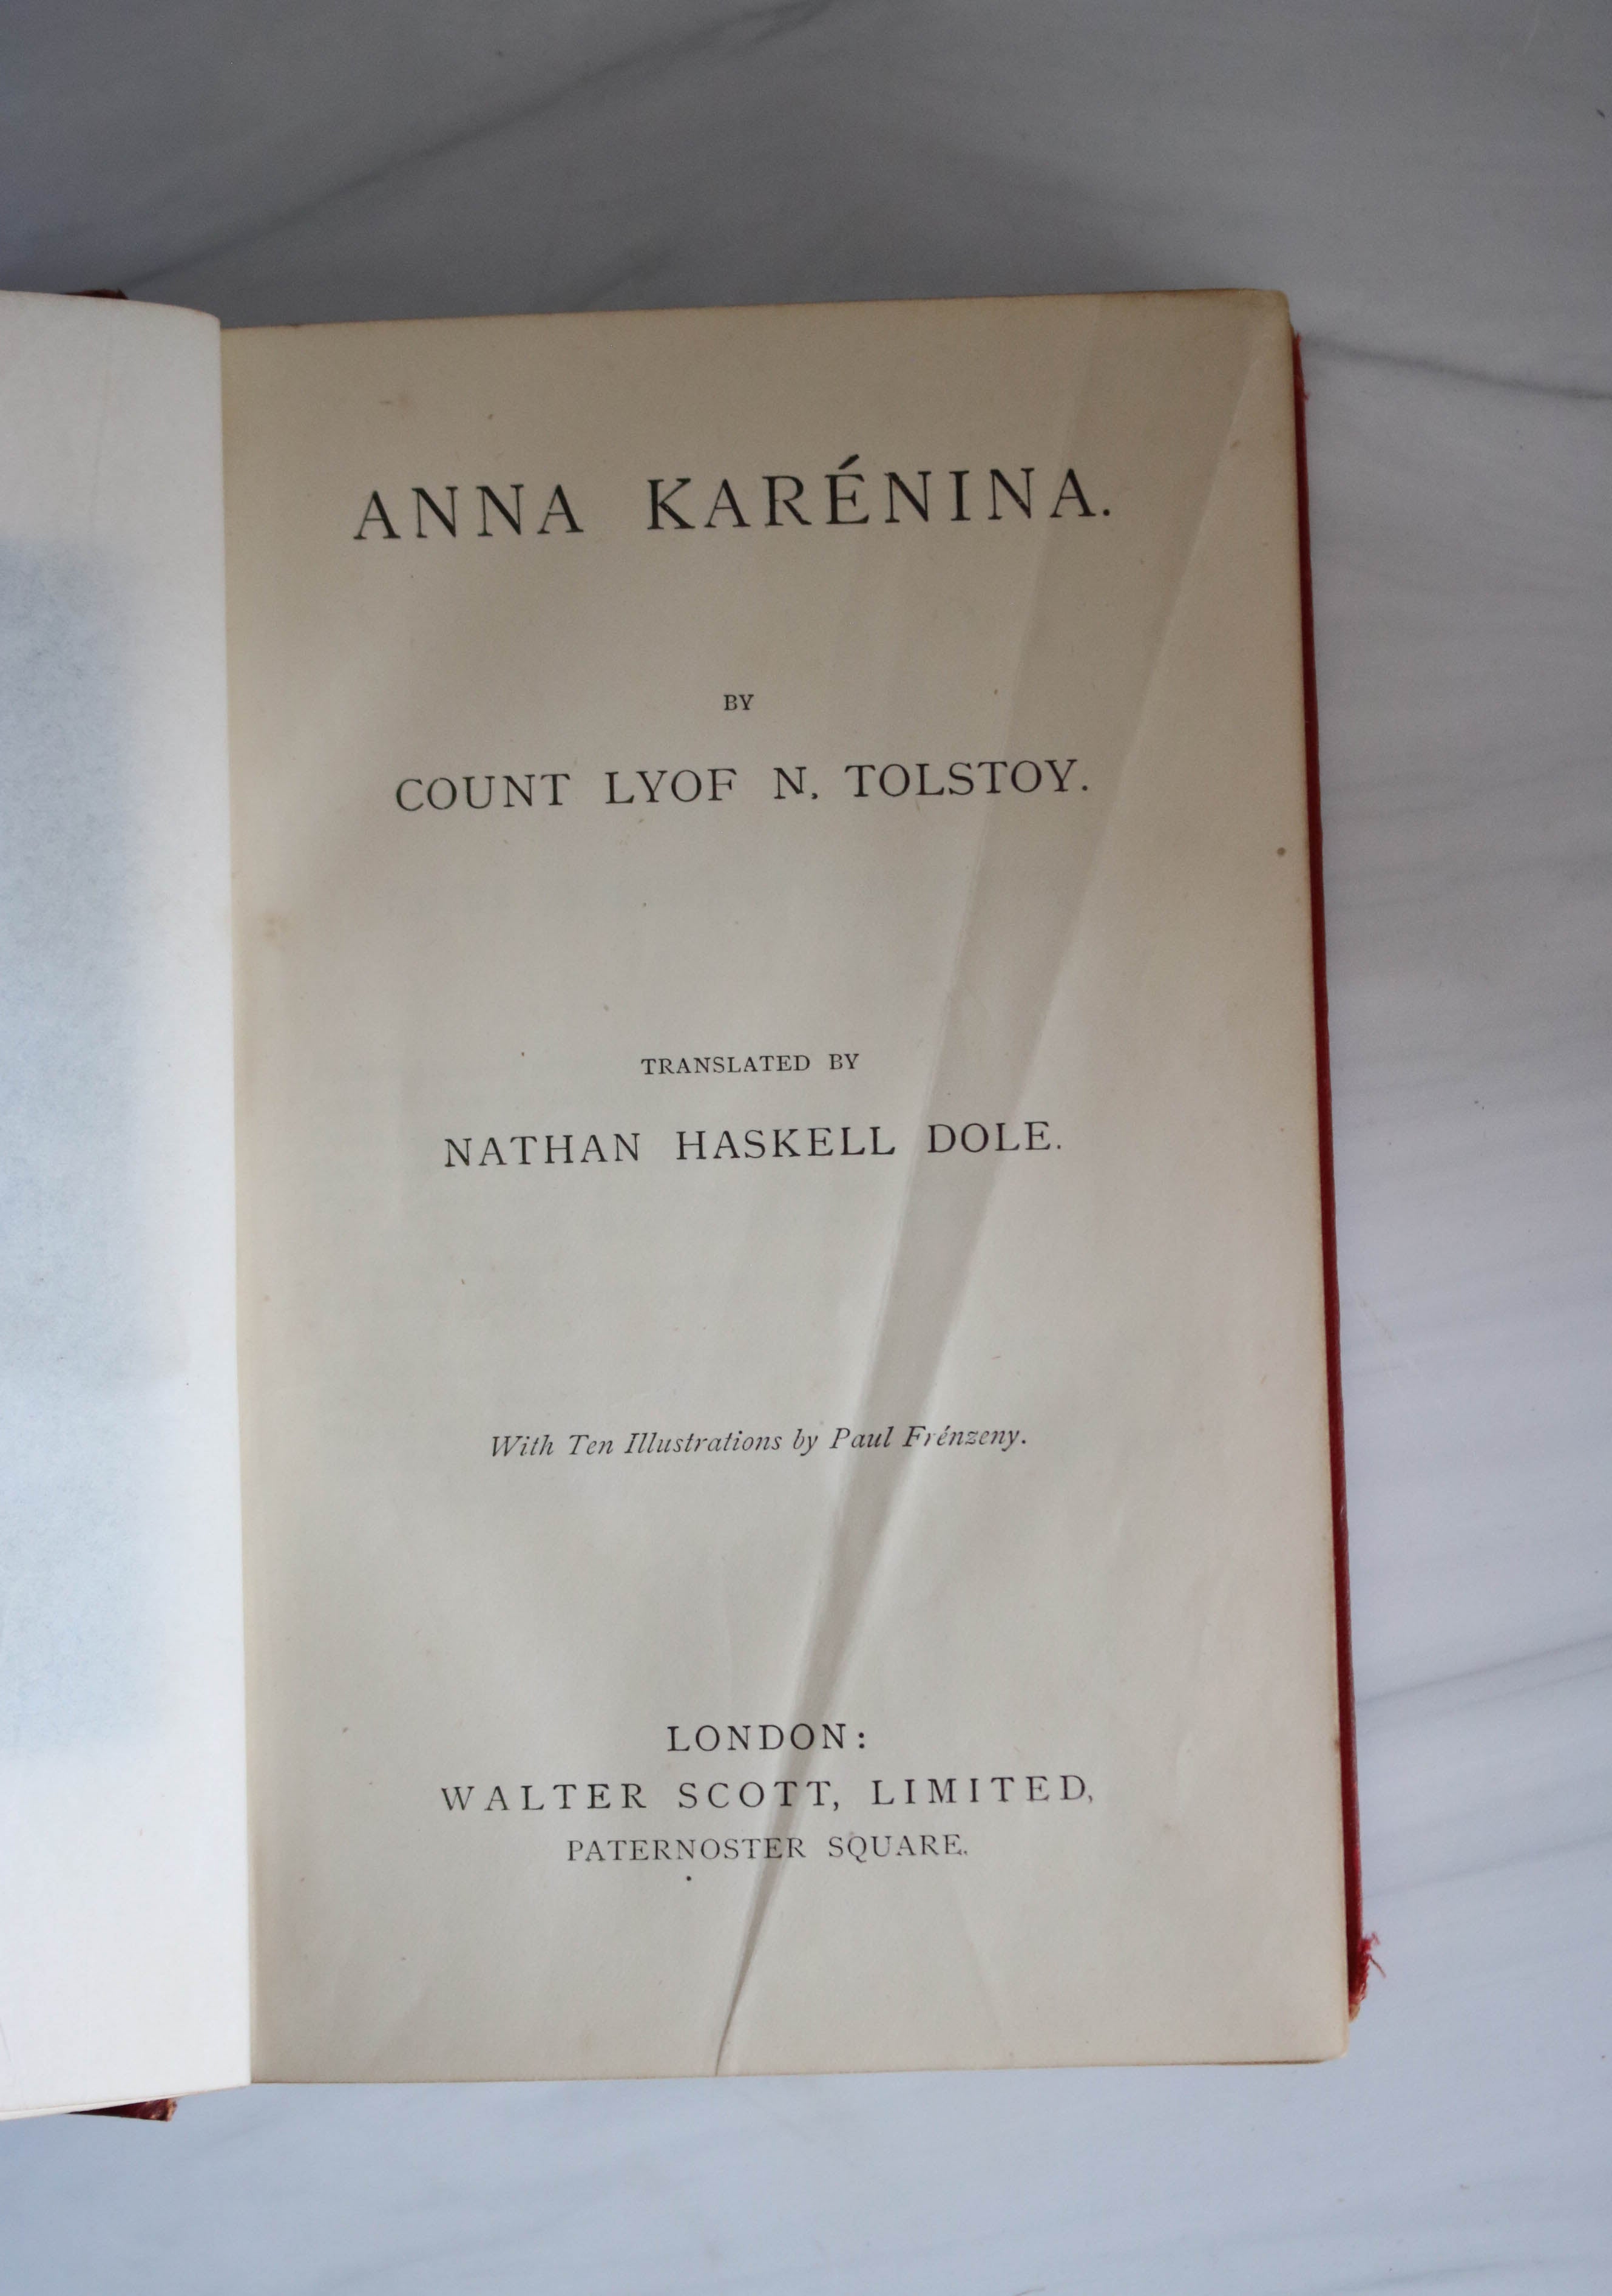 ANNA KARÉNINA.
BY
COUNT LYOF N. TOLSTOY.
TRANSLATED BY
NATHAN HASKELL DOLE.
With Ten Illustrations by Paul Frénzeny.
LONDON:
WALTER SCOTT, LIMITED,
PATERNOSTER SQUARE.